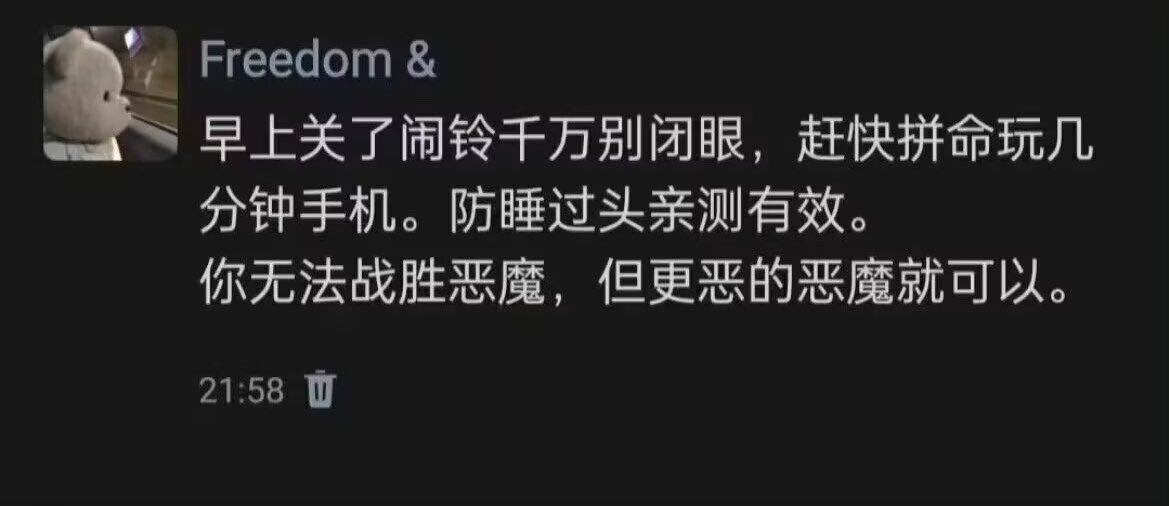 Freedom &
早上关了闹铃千万别闭眼，赶快拼命玩几
分钟手机。防睡过头亲测有效。
你无法战胜恶魔，但更恶的恶魔就可以。
21:58